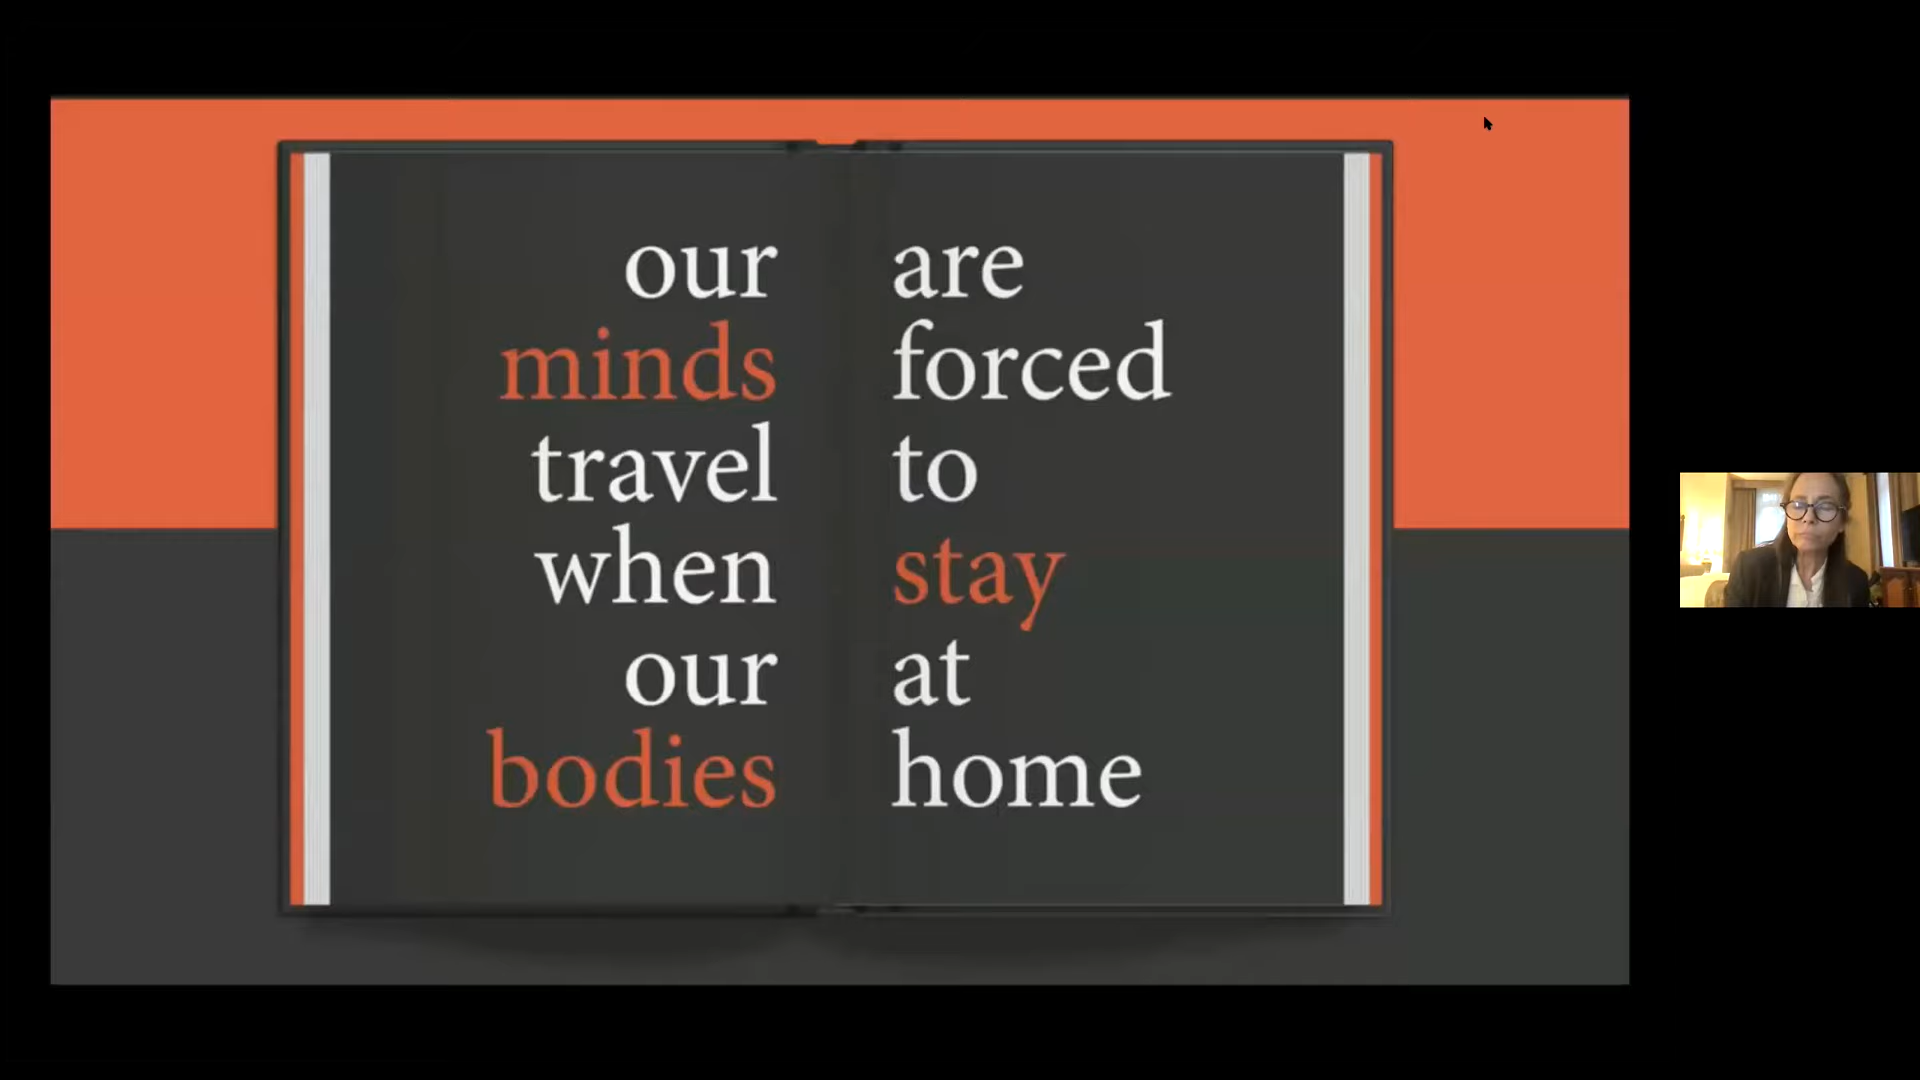 our
minds
travel
when
our
bodies
are
forced
to
stay
at
home